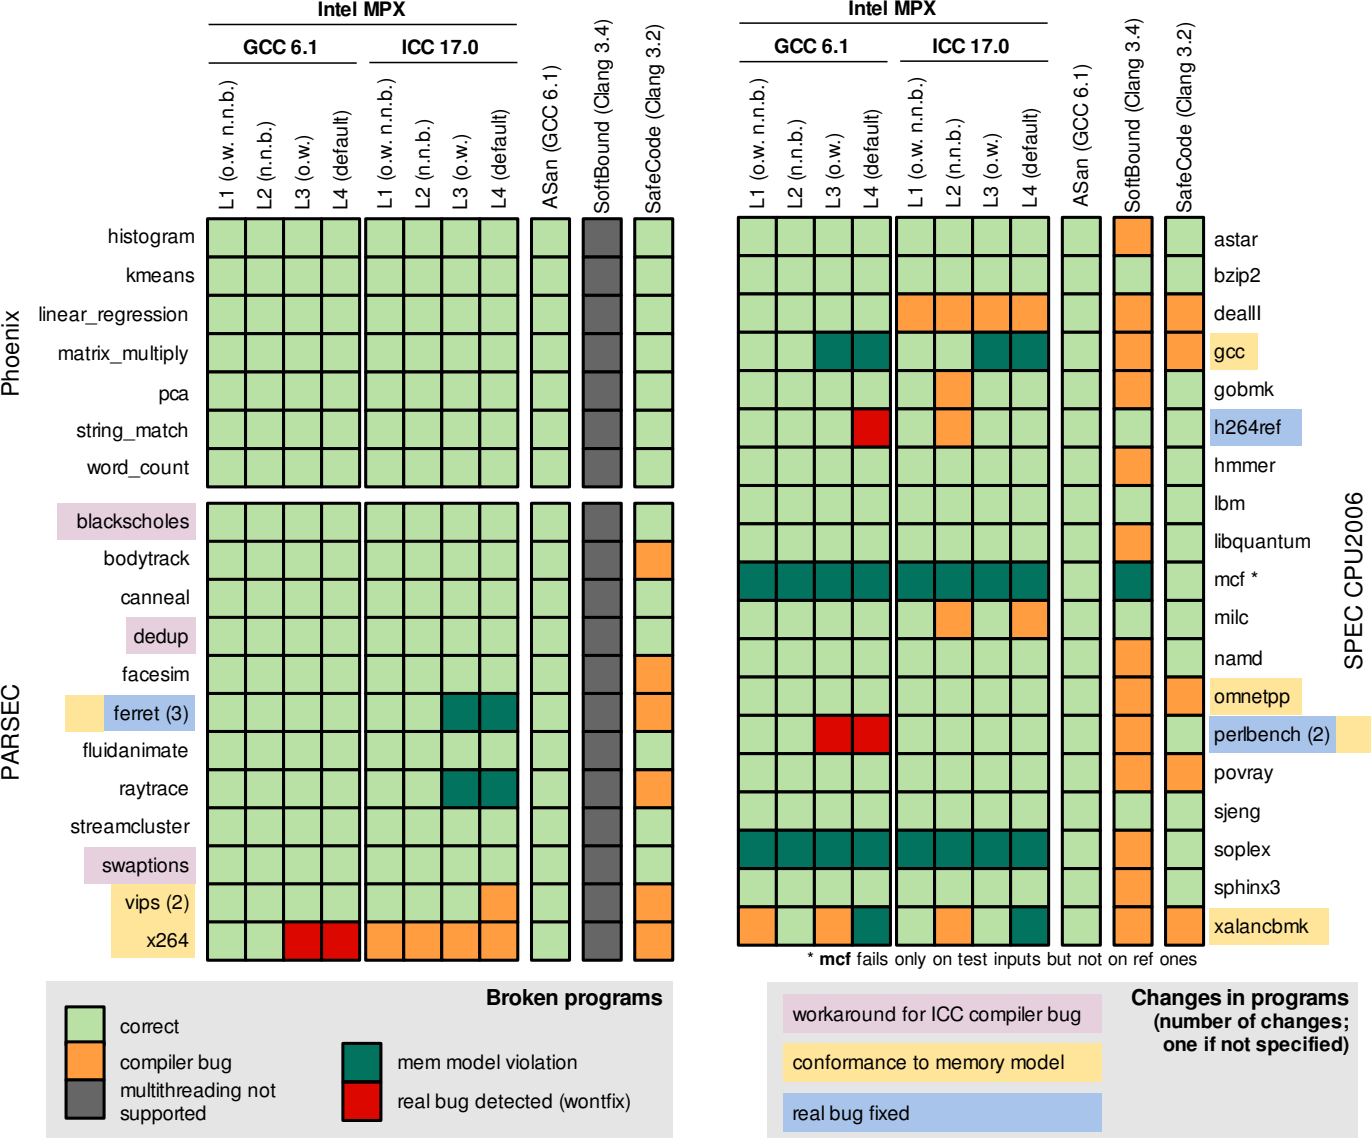 Intel MPX
GCC 6.1
ICC 17.0
L1 (o.w. n.n.b.)
L2 (n.n.b.)
L3 (o.w.)
L4 (default)
L1 (o.w. n.n.b.)
L2 (n.n.b.)
L3 (o.w.)
L4 (default)
ASan (GCC 6.1)
SoftBound (Clang 3.4)
SafeCode (Clang 3.2)
Phoenix
histogram
kmeans
linear_regression
matrix_multiply
pca
string_match
word_count
PARSEC
blackscholes
bodytrack
canneal
dedup
facesim
ferret (3)
fluidanimate
raytrace
streamcluster
swaptions
vips (2)
x264
Intel MPX
GCC 6.1
ICC 17.0
L1 (o.w. n.n.b.)
L2 (n.n.b.)
L3 (o.w.)
L4 (default)
L1 (o.w. n.n.b.)
L2 (n.n.b.)
L3 (o.w.)
L4 (default)
ASan (GCC 6.1)
SoftBound (Clang 3.4)
SafeCode (Clang 3.2)
astar
bzip2
dealII
gcc
gobmk
h264ref
hmmer
lbm
libquantum
mcf *
milc
namd
omnetpp
perlbench (2)
povray
sjeng
soplex
sphinx3
xalancbmk
SPEC CPU2006
* mcf fails only on test inputs but not on ref ones
Broken programs
correct
compiler bug
multithreading not
supported
mem model violation
real bug detected (wontfix)
Changes in programs
(number of changes;
one if not specified)
workaround for ICC compiler bug
conformance to memory model
real bug fixed